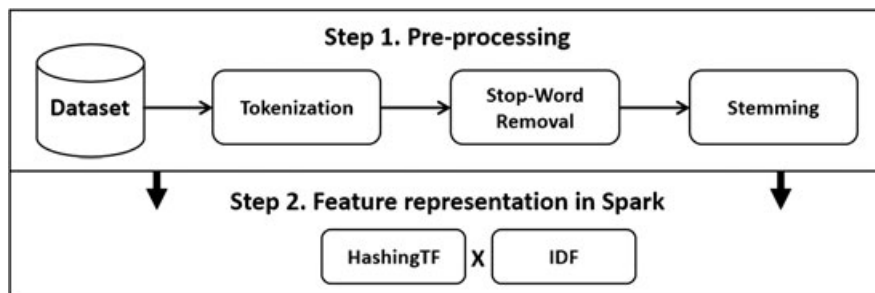 Step 1. Pre-processing
Dataset
Tokenization
Stop-Word
Removal
Stemming
Step 2. Feature representation in Spark
HashingTF X IDF